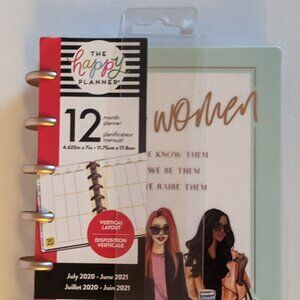 THE
happy
PLANNER
12
month
planner
planificateur
mensuel
4.625in x 7in • 11.75cm x 17.8cm
VERTICAL
LAYOUT
DISPOSITION
VERTICALE
July 2020 - June 2021
Juillet 2020 - Juin 2021
women
KNOW THEM
WE BE THEM
WE RAISE THEM